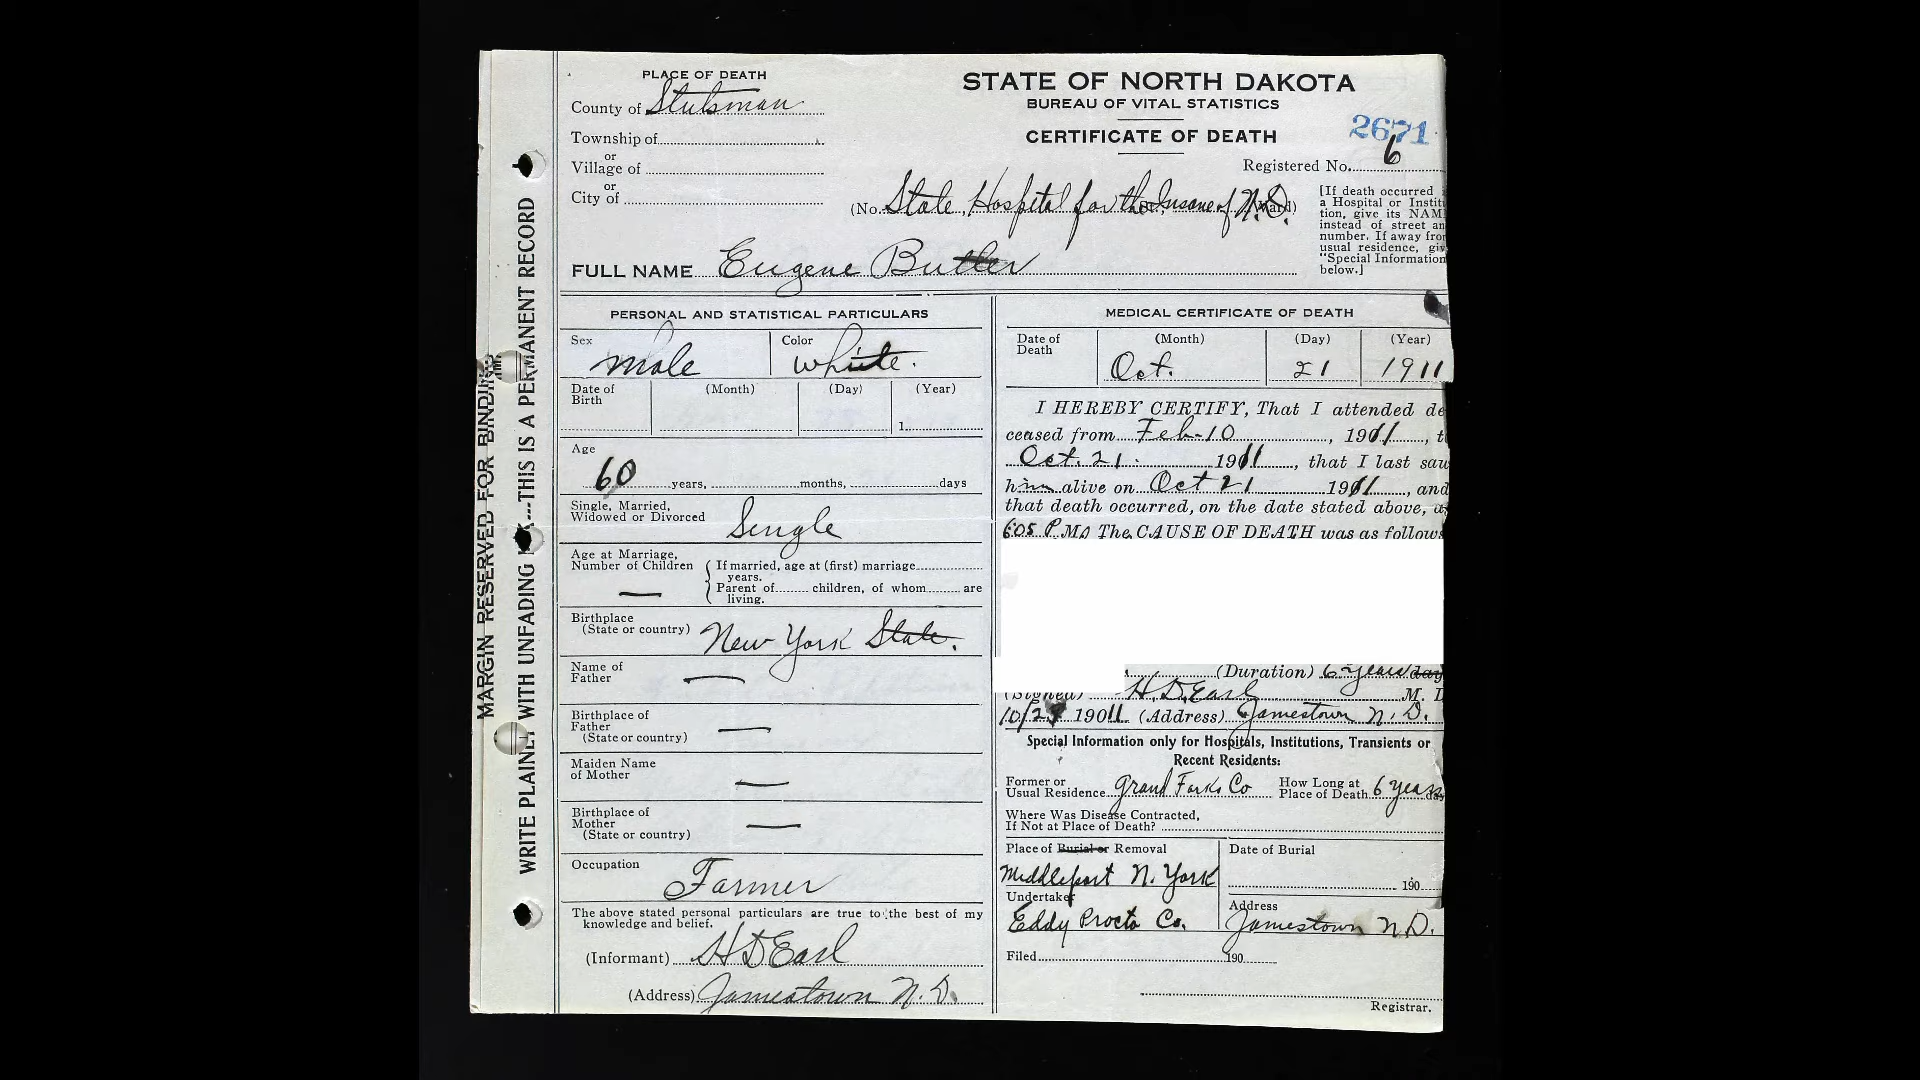 PLACE OF DEATH
County of Stutsman
Township of
or
Village of
or
City of
STATE OF NORTH DAKOTA
BUREAU OF VITAL STATISTICS
CERTIFICATE OF DEATH
2671
Registered No. 6
(No. State Hospital for the Insane of N.D. Ward)
[If death occurred
a Hospital or Instit
tion, give its NAM
instead of street an
number. If away fro
usual residence, giv
"Special Information
below.]
FULL NAME Eugene Butler
PERSONAL AND STATISTICAL PARTICULARS
Sex Male
Color White.
Date of Birth (Month) (Day) (Year)
1
Age
60 years, months, days
Single, Married,
Widowed or Divorced Single
Age at Marriage,
Number of Children
—
If married, age at (first) marriage
years.
Parent of children, of whom are
living.
Birthplace
(State or country) New York State.
Name of
Father —
Birthplace of
Father —
(State or country)
Maiden Name
of Mother —
Birthplace of
Mother —
(State or country)
Occupation
Farmer
The above stated personal particulars are true to the best of my
knowledge and belief.
(Informant) H D Earl
(Address) Jamestown N. D.
MEDICAL CERTIFICATE OF DEATH
Date of Death (Month) (Day) (Year)
Oct. 21 1911
I HEREBY CERTIFY, That I attended de
ceased from Feb-10, 1911, t
Oct. 21. 1911, that I last saw
him alive on Oct 21 1911, and
that death occurred, on the date stated above, a
6:05 P.M. The CAUSE OF DEATH was as follows
(Duration) 6 years day
(Signed) H. D. Earl M. D
10/2 1911 (Address) Jamestown N. D.
Special Information only for Hospitals, Institutions, Transients or
Recent Residents:
Former or
Usual Residence Grand Forks Co
How Long at
Place of Death 6 years
Where Was Disease Contracted,
If Not at Place of Death?
Place of Burial or Removal
Middleport N. York
Date of Burial
190
Undertaker
Eddy Procto Co.
Address
Jamestown N.D.
Filed 190
Registrar.
MARGIN RESERVED FOR BINDING
WRITE PLAINLY WITH UNFADING INK---THIS IS A PERMANENT RECORD